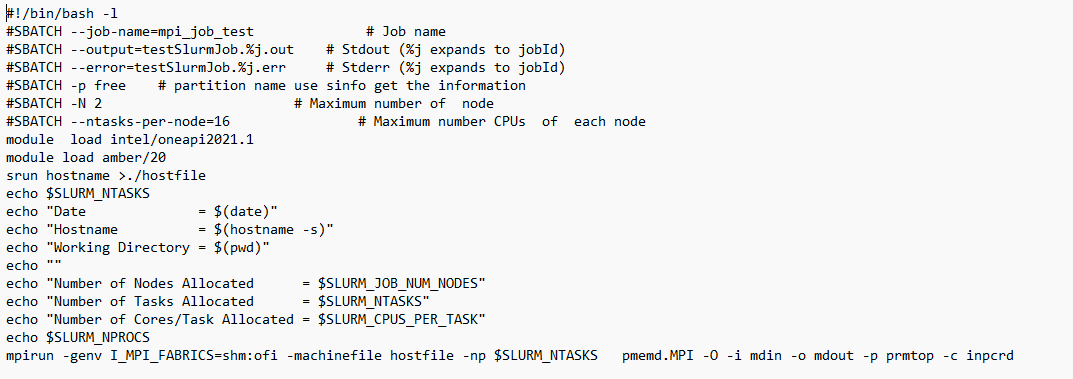 #!/bin/bash -l
#SBATCH --job-name=mpi_job_test              # Job name
#SBATCH --output=testSlurmJob.%j.out    # Stdout (%j expands to jobId)
#SBATCH --error=testSlurmJob.%j.err     # Stderr (%j expands to jobId)
#SBATCH -p free    # partition name use sinfo get the information
#SBATCH -N 2                        # Maximum number of  node
#SBATCH --ntasks-per-node=16                # Maximum number CPUs  of  each node
module  load intel/oneapi2021.1
module load amber/20
srun hostname >./hostfile
echo $SLURM_NTASKS
echo "Date              = $(date)"
echo "Hostname          = $(hostname -s)"
echo "Working Directory = $(pwd)"
echo ""
echo "Number of Nodes Allocated      = $SLURM_JOB_NUM_NODES"
echo "Number of Tasks Allocated      = $SLURM_NTASKS"
echo "Number of Cores/Task Allocated = $SLURM_CPUS_PER_TASK"
echo $SLURM_NPROCS
mpirun -genv I_MPI_FABRICS=shm:ofi -machinefile hostfile -np $SLURM_NTASKS   pmemd.MPI -O -i mdin -o mdout -p prmtop -c inpcrd